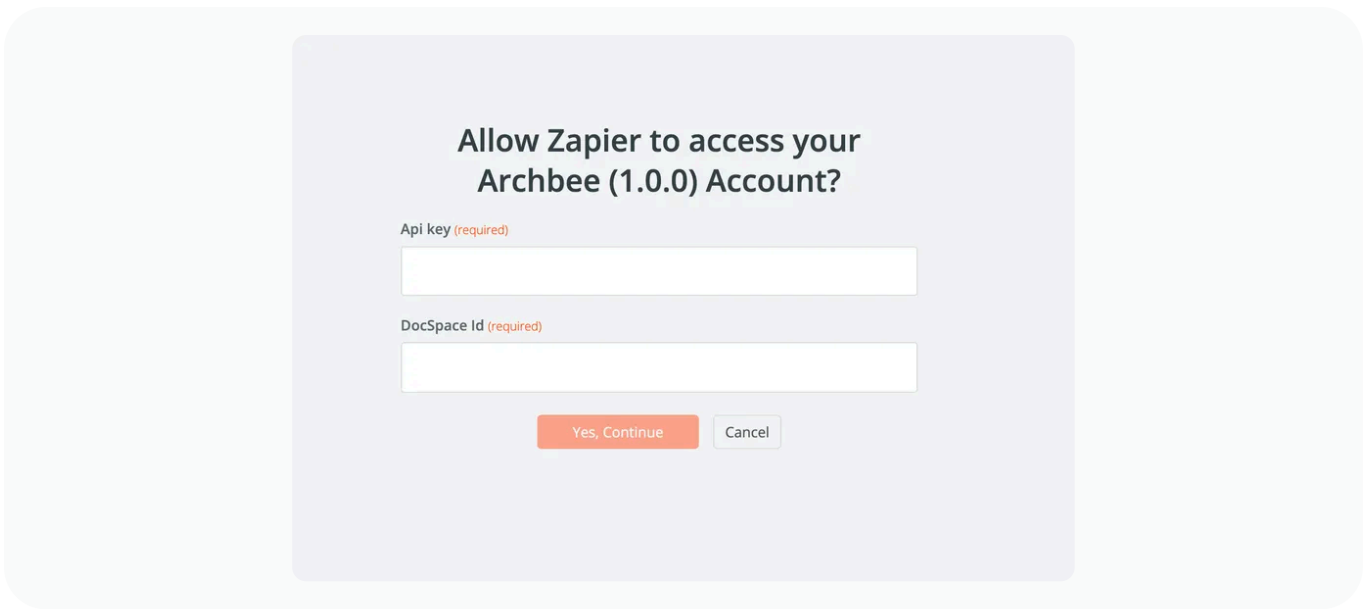 Allow Zapier to access your
Archbee (1.0.0) Account?
Api key (required)
DocSpace Id (required)
Yes, Continue Cancel